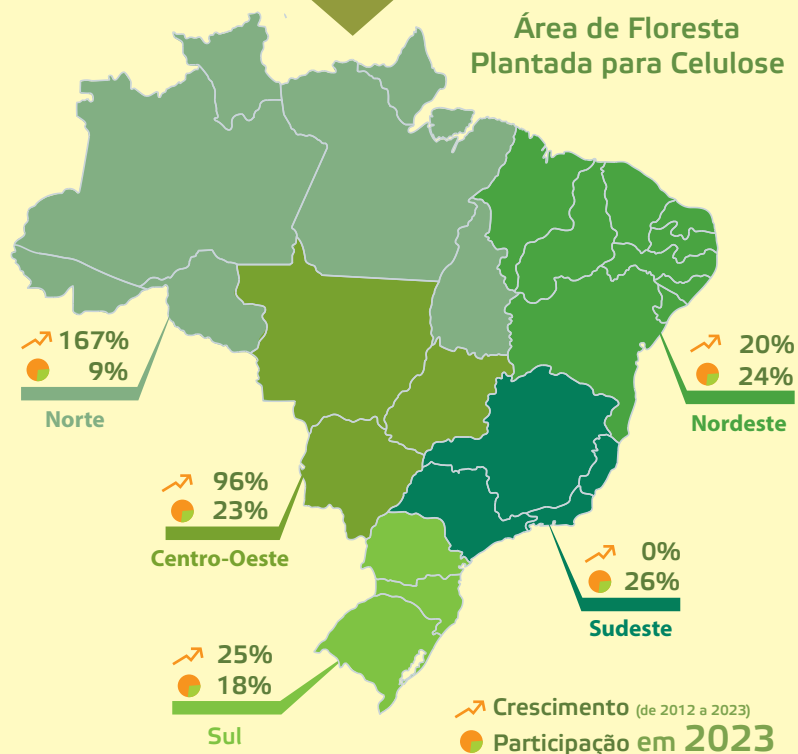 Área de Floresta
Plantada para Celulose
167%
9%
Norte
20%
24%
Nordeste
96%
23%
Centro-Oeste
0%
26%
Sudeste
25%
18%
Sul
Crescimento (de 2012 a 2023)
Participação em 2023